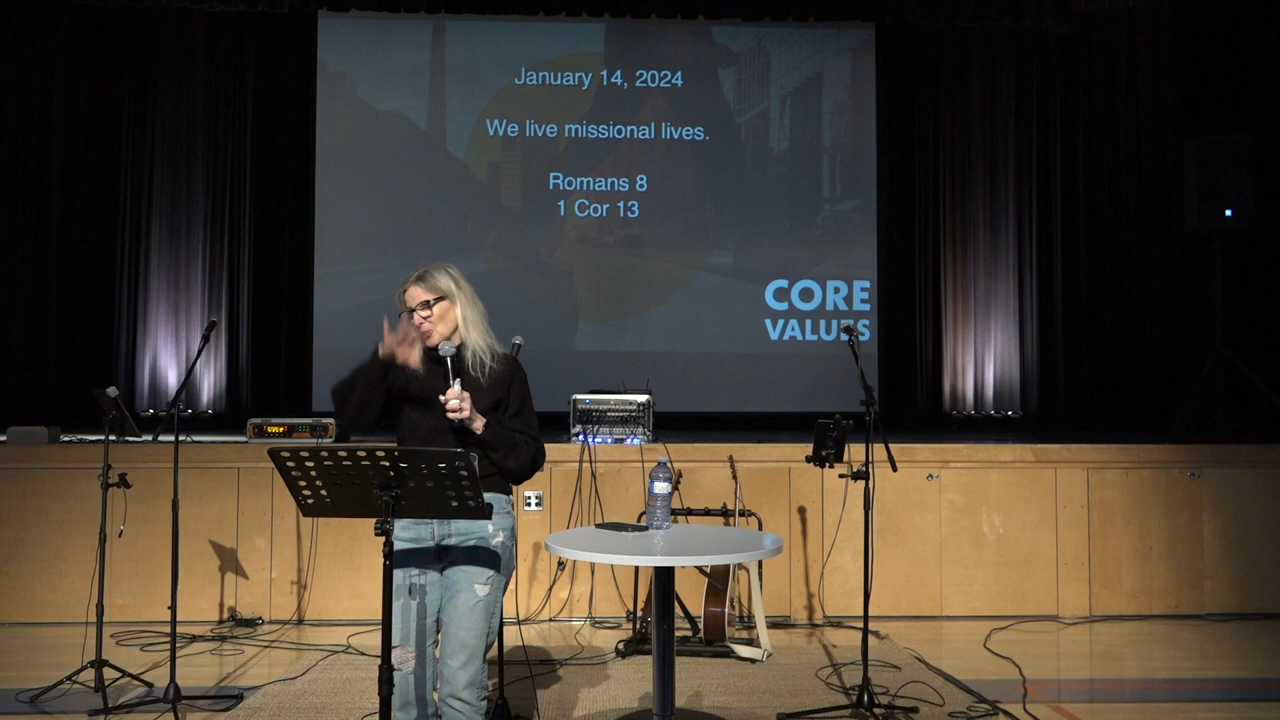 January 14, 2024
We live missional lives.
Romans 8
1 Cor 13
CORE
VALUES